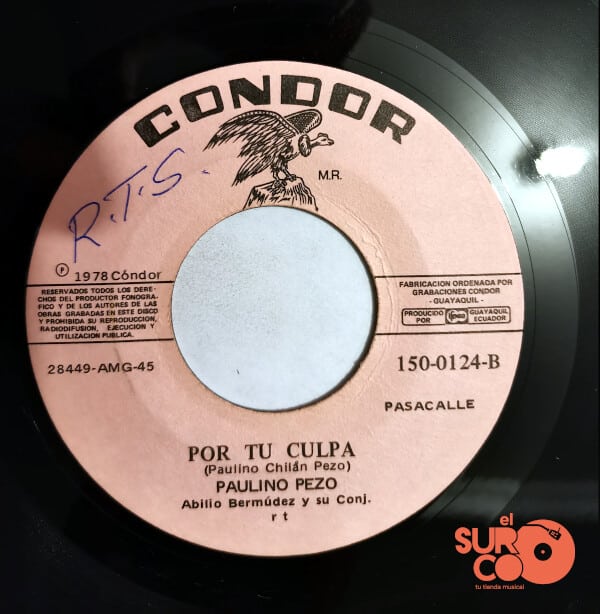 CONDOR
M.R.
R.T.S.
Ⓟ 1978 Cóndor
RESERVADOS TODOS LOS DERE-
CHOS DEL PRODUCTOR FONOGRA-
FICO Y DE LOS AUTORES DE LAS
OBRAS GRABADAS EN ESTE DISCO
Y PROHIBIDA SU REPRODUCCION,
RADIODIFUSION, EJECUCION Y
UTILIZACION PUBLICA.
FABRICACION ORDENADA POR
GRABACIONES CONDOR
- GUAYAQUIL -
PRODUCIDO
POR
GUAYAQUIL
ECUADOR
28449-AMG-45
150-0124-B
PASACALLE
POR TU CULPA
(Paulino Chilán Pezo)
PAULINO PEZO
Abilio Bermúdez y su Conj.
r t
el
SUR
CO
tu tienda musical